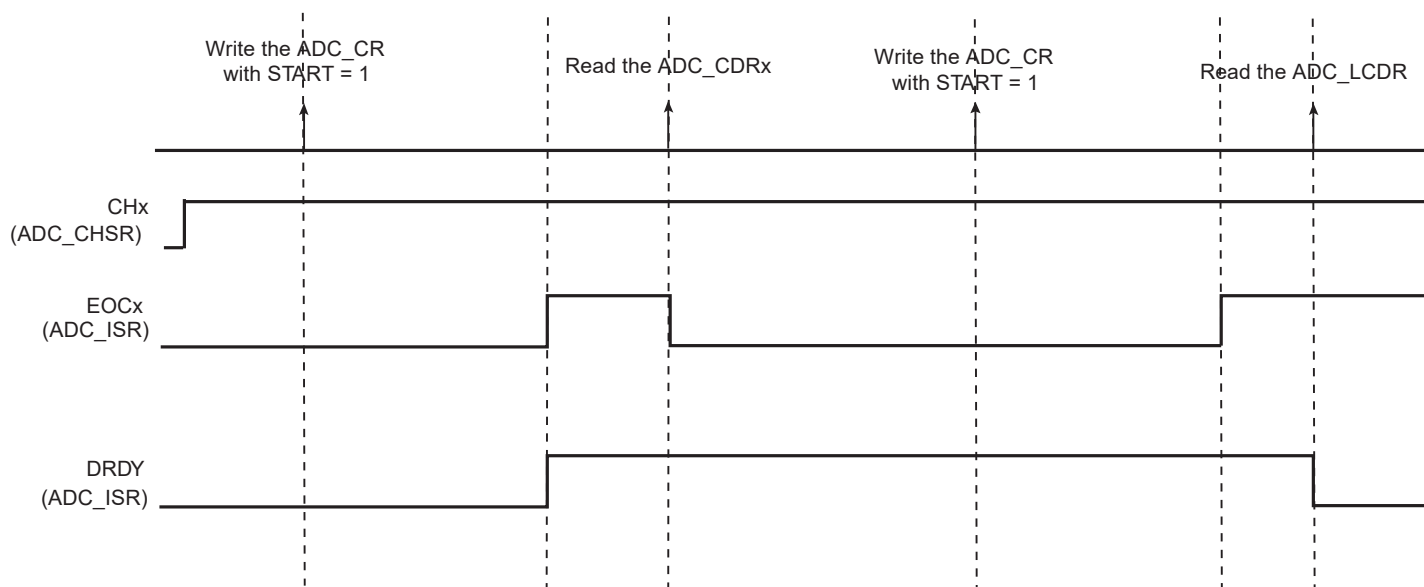 Write the ADC_CR
with START = 1
Read the ADC_CDRx
Write the ADC_CR
with START = 1
Read the ADC_LCDR
CHx
(ADC_CHSR)
EOCx
(ADC_ISR)
DRDY
(ADC_ISR)